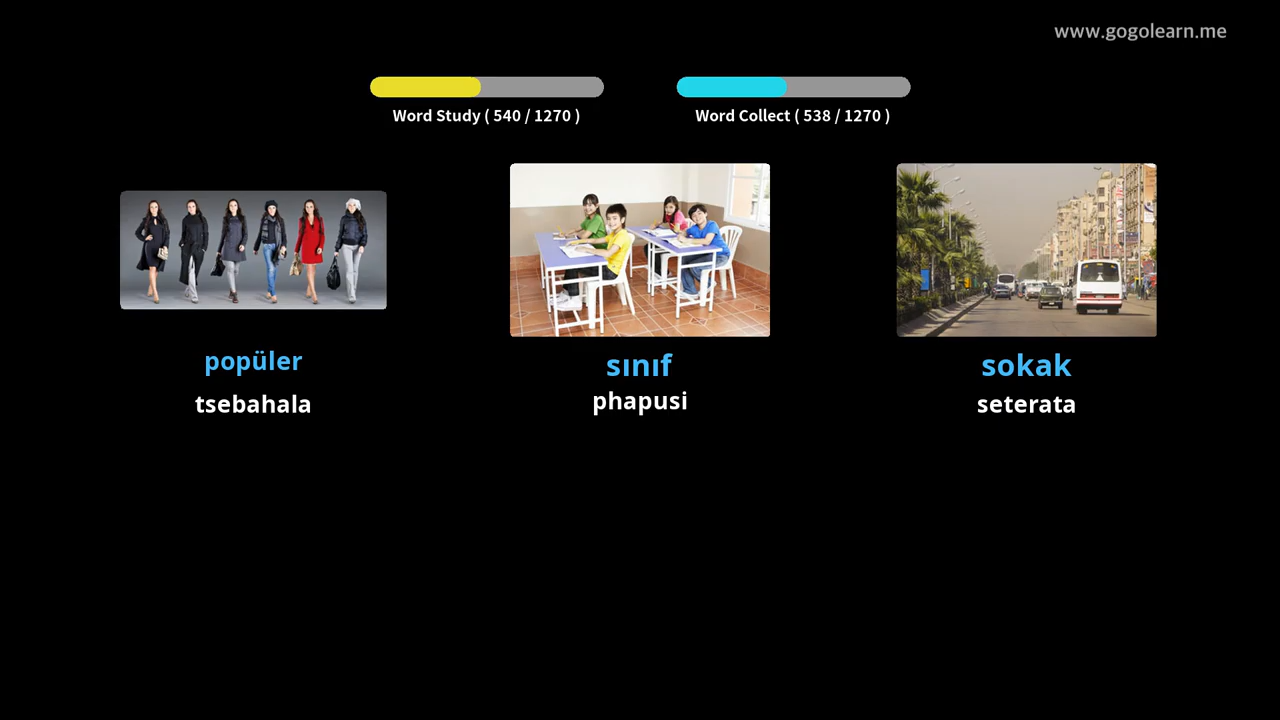 www.gogolearn.me
Word Study ( 540 / 1270 )
Word Collect ( 538 / 1270 )
popüler
tsebahala
sınıf
phapusi
sokak
seterata